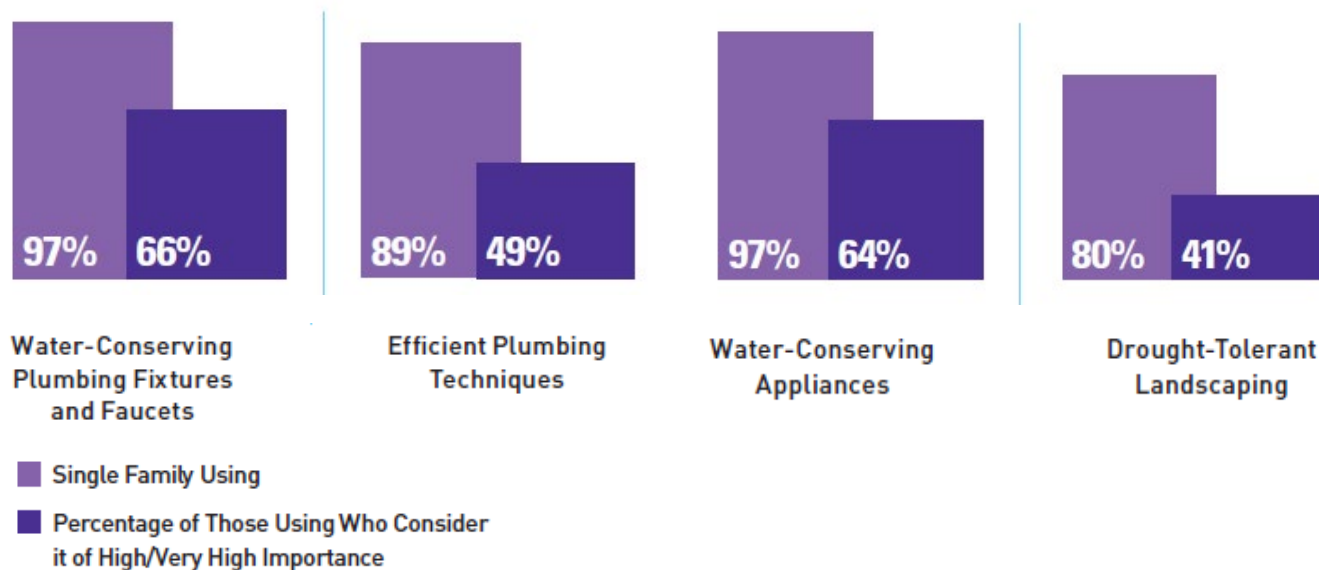 97% 66%
89% 49%
97% 64%
80% 41%
Water-Conserving
Plumbing Fixtures
and Faucets
Efficient Plumbing
Techniques
Water-Conserving
Appliances
Drought-Tolerant
Landscaping
Single Family Using
Percentage of Those Using Who Consider
it of High/Very High Importance